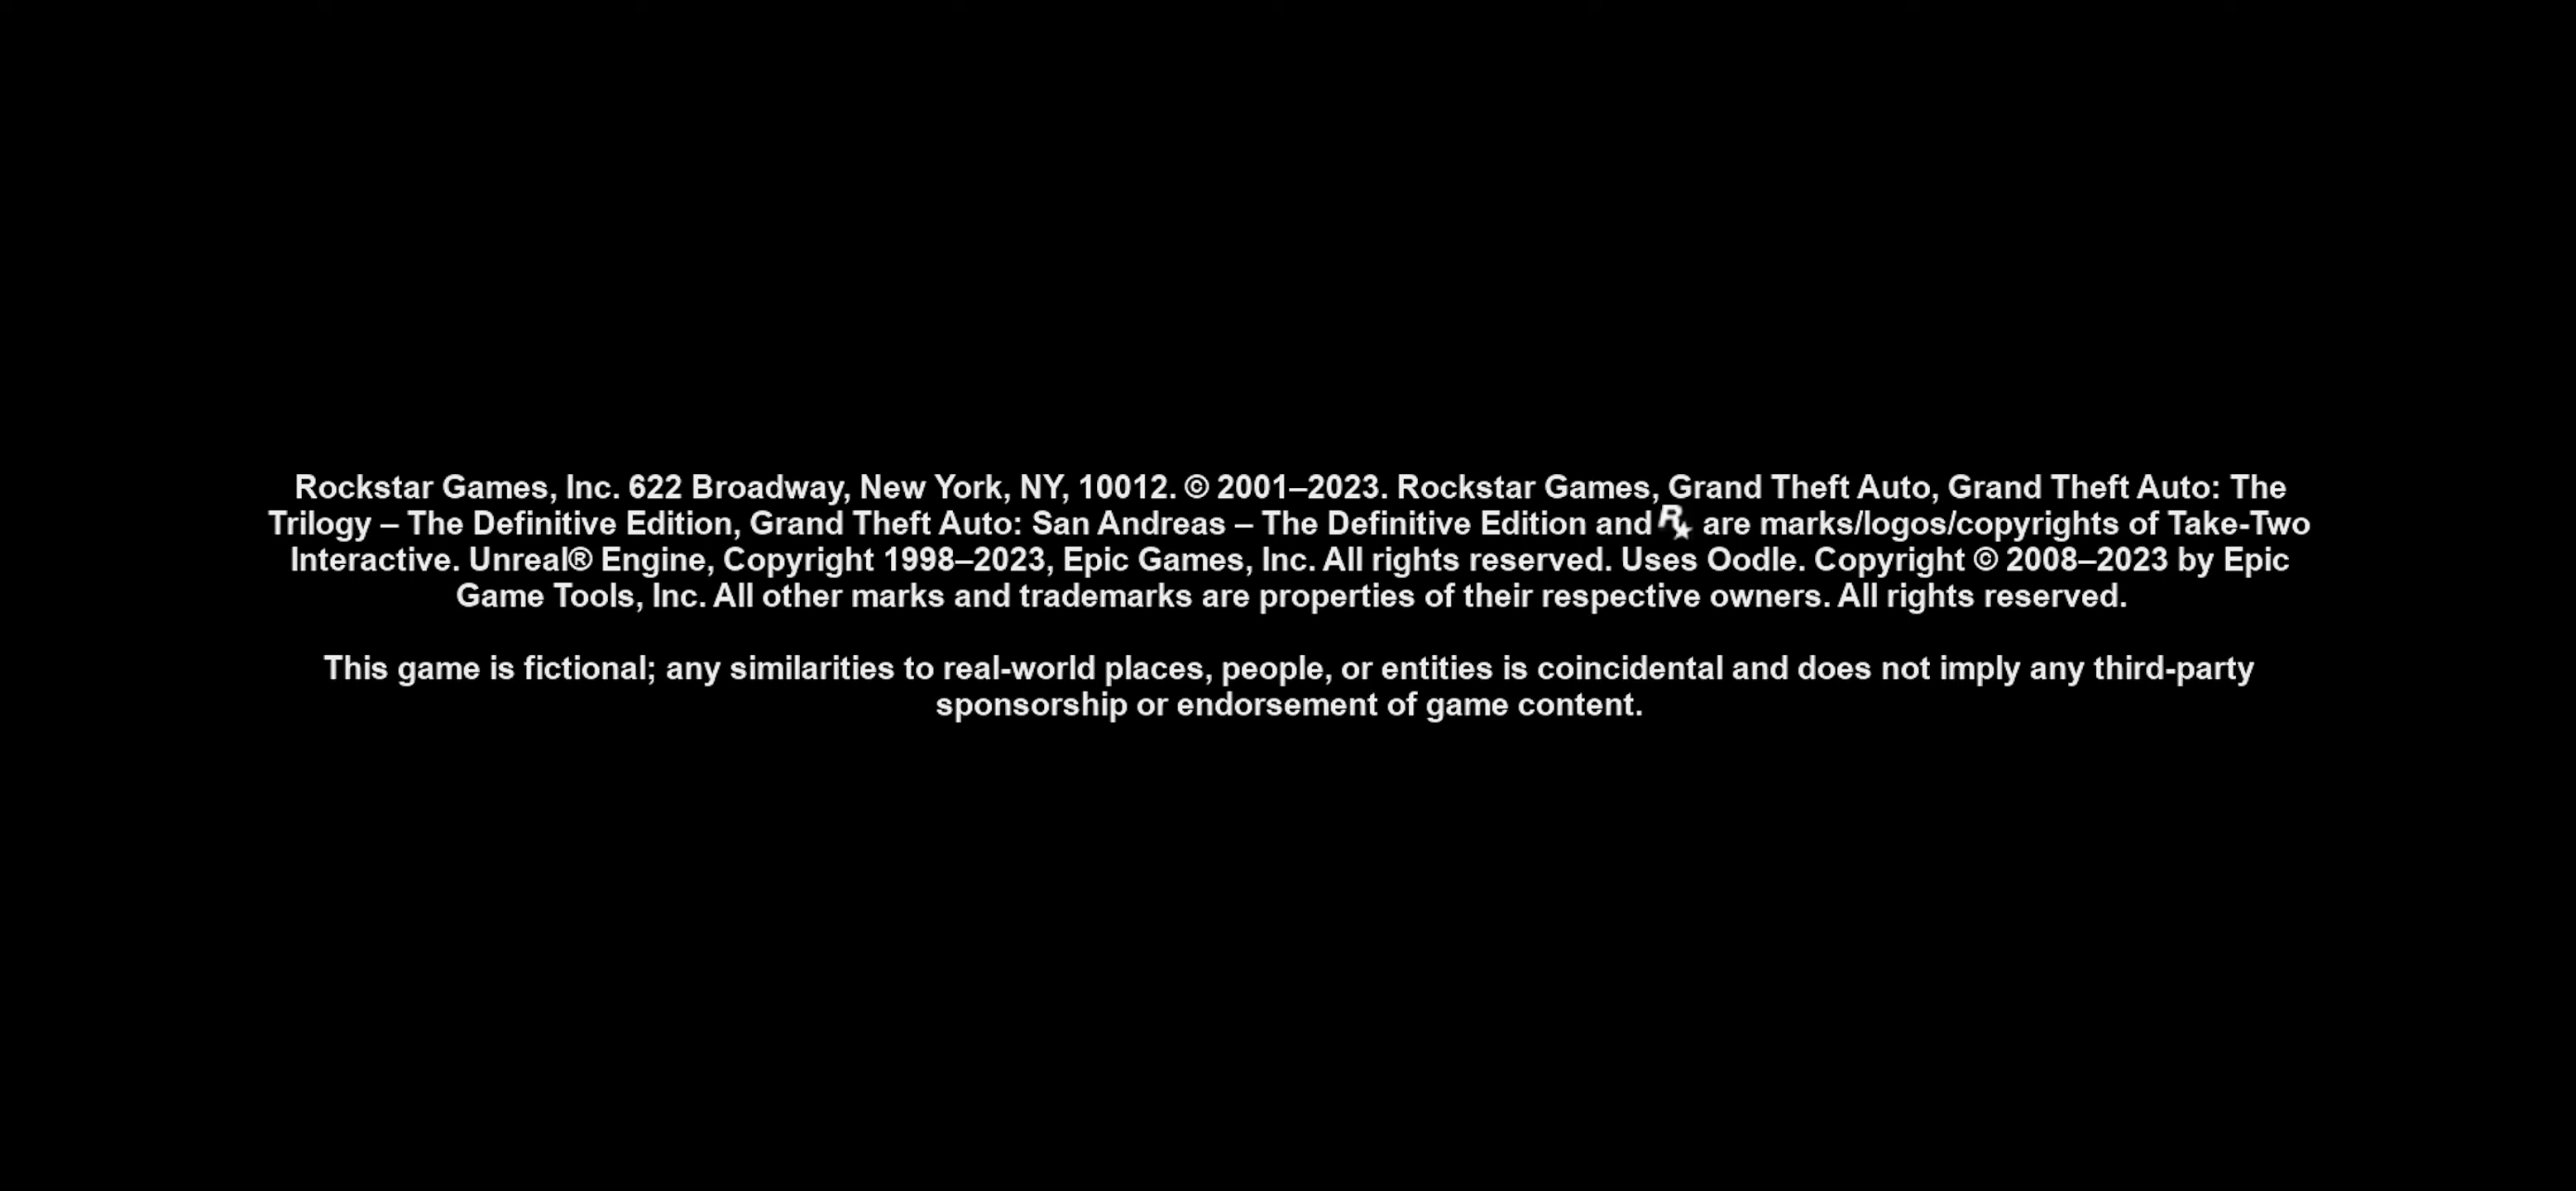 Rockstar Games, Inc. 622 Broadway, New York, NY, 10012. © 2001–2023. Rockstar Games, Grand Theft Auto, Grand Theft Auto: The
Trilogy – The Definitive Edition, Grand Theft Auto: San Andreas – The Definitive Edition and R★ are marks/logos/copyrights of Take-Two
Interactive. Unreal® Engine, Copyright 1998–2023, Epic Games, Inc. All rights reserved. Uses Oodle. Copyright © 2008–2023 by Epic
Game Tools, Inc. All other marks and trademarks are properties of their respective owners. All rights reserved.
This game is fictional; any similarities to real-world places, people, or entities is coincidental and does not imply any third-party
sponsorship or endorsement of game content.